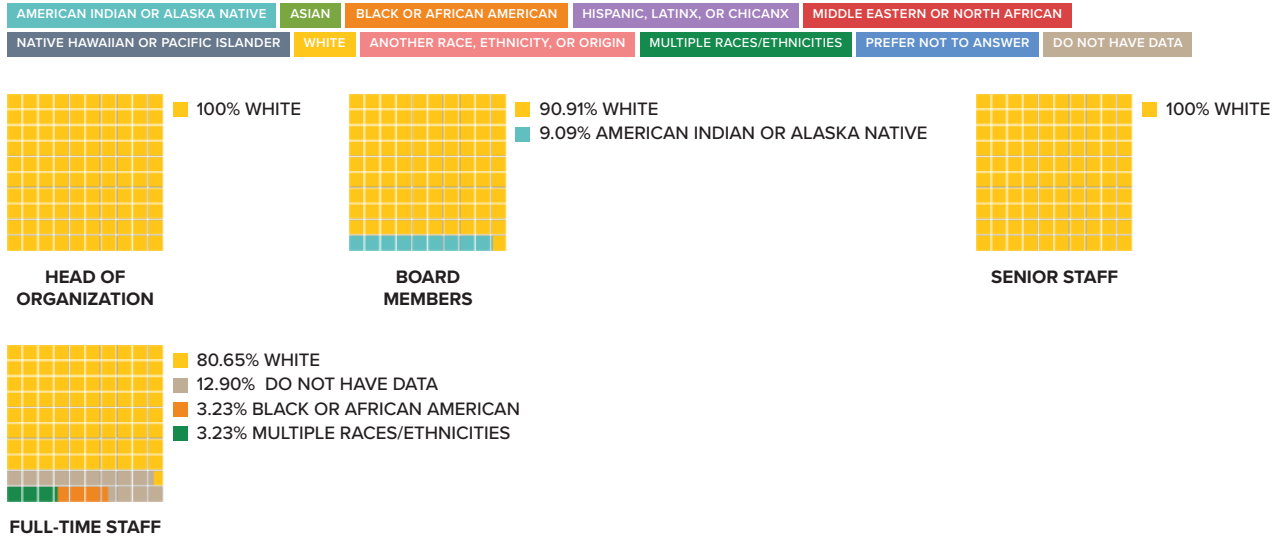 AMERICAN INDIAN OR ALASKA NATIVE ASIAN BLACK OR AFRICAN AMERICAN HISPANIC, LATINX, OR CHICANX MIDDLE EASTERN OR NORTH AFRICAN
NATIVE HAWAIIAN OR PACIFIC ISLANDER WHITE ANOTHER RACE, ETHNICITY, OR ORIGIN MULTIPLE RACES/ETHNICITIES PREFER NOT TO ANSWER DO NOT HAVE DATA
100% WHITE
HEAD OF
ORGANIZATION
90.91% WHITE
9.09% AMERICAN INDIAN OR ALASKA NATIVE
BOARD
MEMBERS
100% WHITE
SENIOR STAFF
80.65% WHITE
12.90% DO NOT HAVE DATA
3.23% BLACK OR AFRICAN AMERICAN
3.23% MULTIPLE RACES/ETHNICITIES
FULL-TIME STAFF